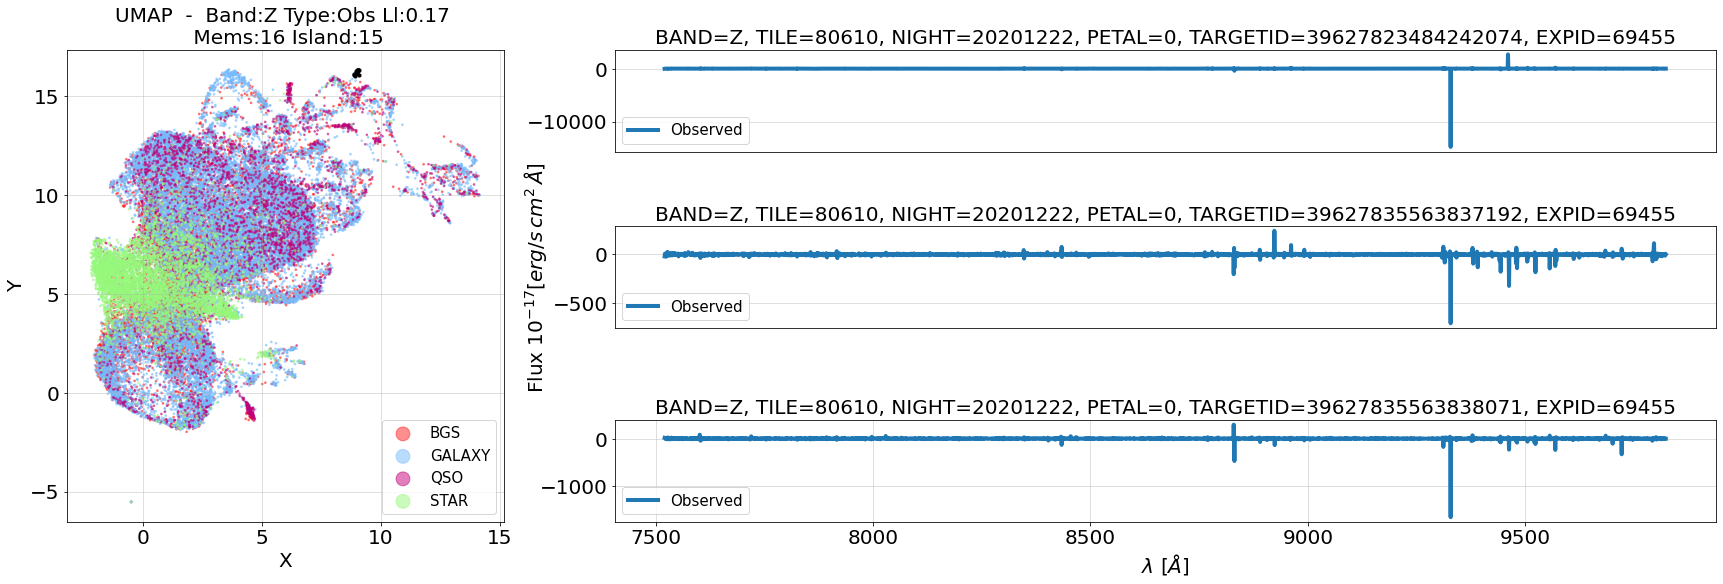 UMAP  -  Band:Z Type:Obs Ll:0.17
Mems:16 Island:15
15
10
5
0
−5
Y
0
5
10
15
X
BGS
GALAXY
QSO
STAR
Flux 10^{−17}[erg/s cm^2 Å]
BAND=Z, TILE=80610, NIGHT=20201222, PETAL=0, TARGETID=39627823484242074, EXPID=69455
0
−10000
Observed
BAND=Z, TILE=80610, NIGHT=20201222, PETAL=0, TARGETID=39627835563837192, EXPID=69455
0
−500
Observed
BAND=Z, TILE=80610, NIGHT=20201222, PETAL=0, TARGETID=39627835563838071, EXPID=69455
0
−1000
Observed
7500
8000
8500
9000
9500
λ [Å]